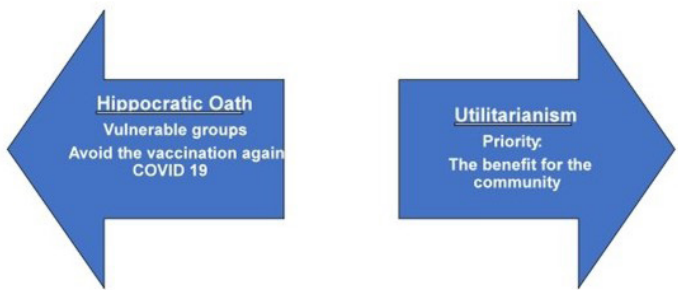 Hippocratic Oath
Vulnerable groups
Avoid the vaccination again
COVID 19
Utilitarianism
Priority:
The benefit for the
community